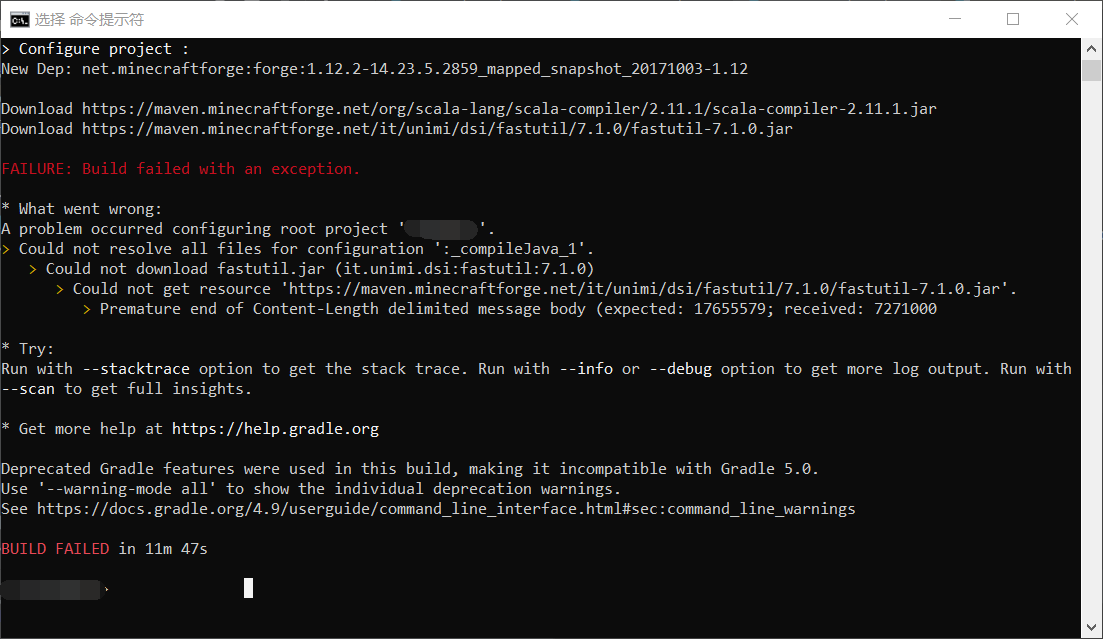 选择 命令提示符
> Configure project :
New Dep: net.minecraftforge:forge:1.12.2-14.23.5.2859_mapped_snapshot_20171003-1.12
Download https://maven.minecraftforge.net/org/scala-lang/scala-compiler/2.11.1/scala-compiler-2.11.1.jar
Download https://maven.minecraftforge.net/it/unimi/dsi/fastutil/7.1.0/fastutil-7.1.0.jar
FAILURE: Build failed with an exception.
* What went wrong:
A problem occurred configuring root project ' '.
> Could not resolve all files for configuration ':_compileJava_1'.
> Could not download fastutil.jar (it.unimi.dsi:fastutil:7.1.0)
> Could not get resource 'https://maven.minecraftforge.net/it/unimi/dsi/fastutil/7.1.0/fastutil-7.1.0.jar'.
> Premature end of Content-Length delimited message body (expected: 17655579; received: 7271000
* Try:
Run with --stacktrace option to get the stack trace. Run with --info or --debug option to get more log output. Run with
--scan to get full insights.
* Get more help at https://help.gradle.org
Deprecated Gradle features were used in this build, making it incompatible with Gradle 5.0.
Use '--warning-mode all' to show the individual deprecation warnings.
See https://docs.gradle.org/4.9/userguide/command_line_interface.html#sec:command_line_warnings
BUILD FAILED in 11m 47s